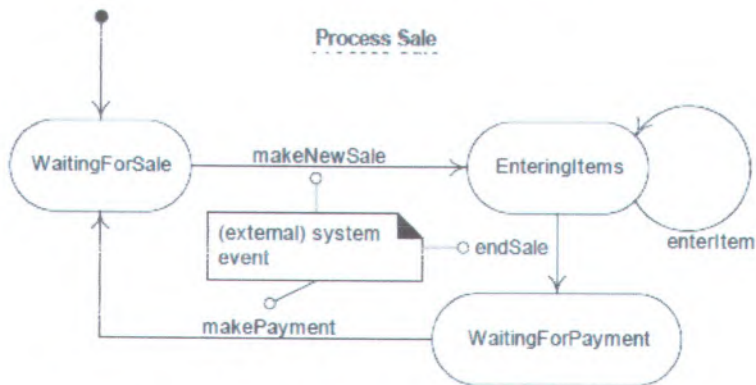 Process Sale
WaitingForSale
makeNewSale
EnteringItems
(external) system
event
endSale
enterItem
makePayment
WaitingForPayment